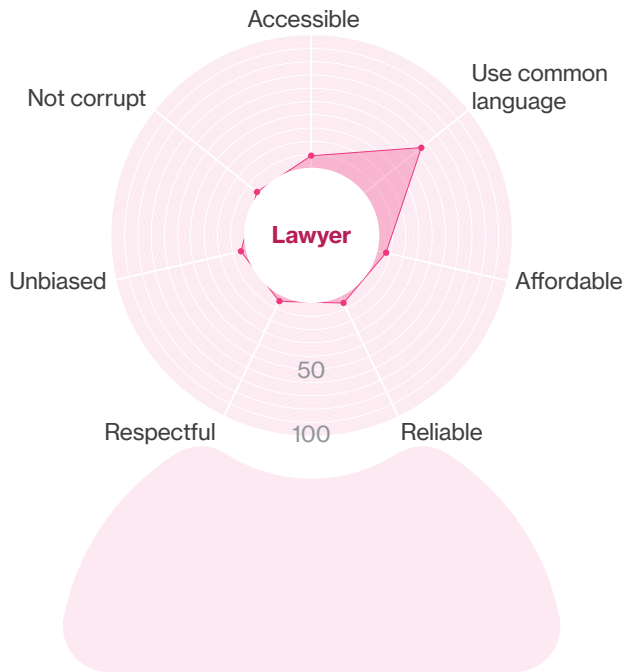 Accessible
Use common
language
Not corrupt
Lawyer
Unbiased
Affordable
50
Respectful
100
Reliable